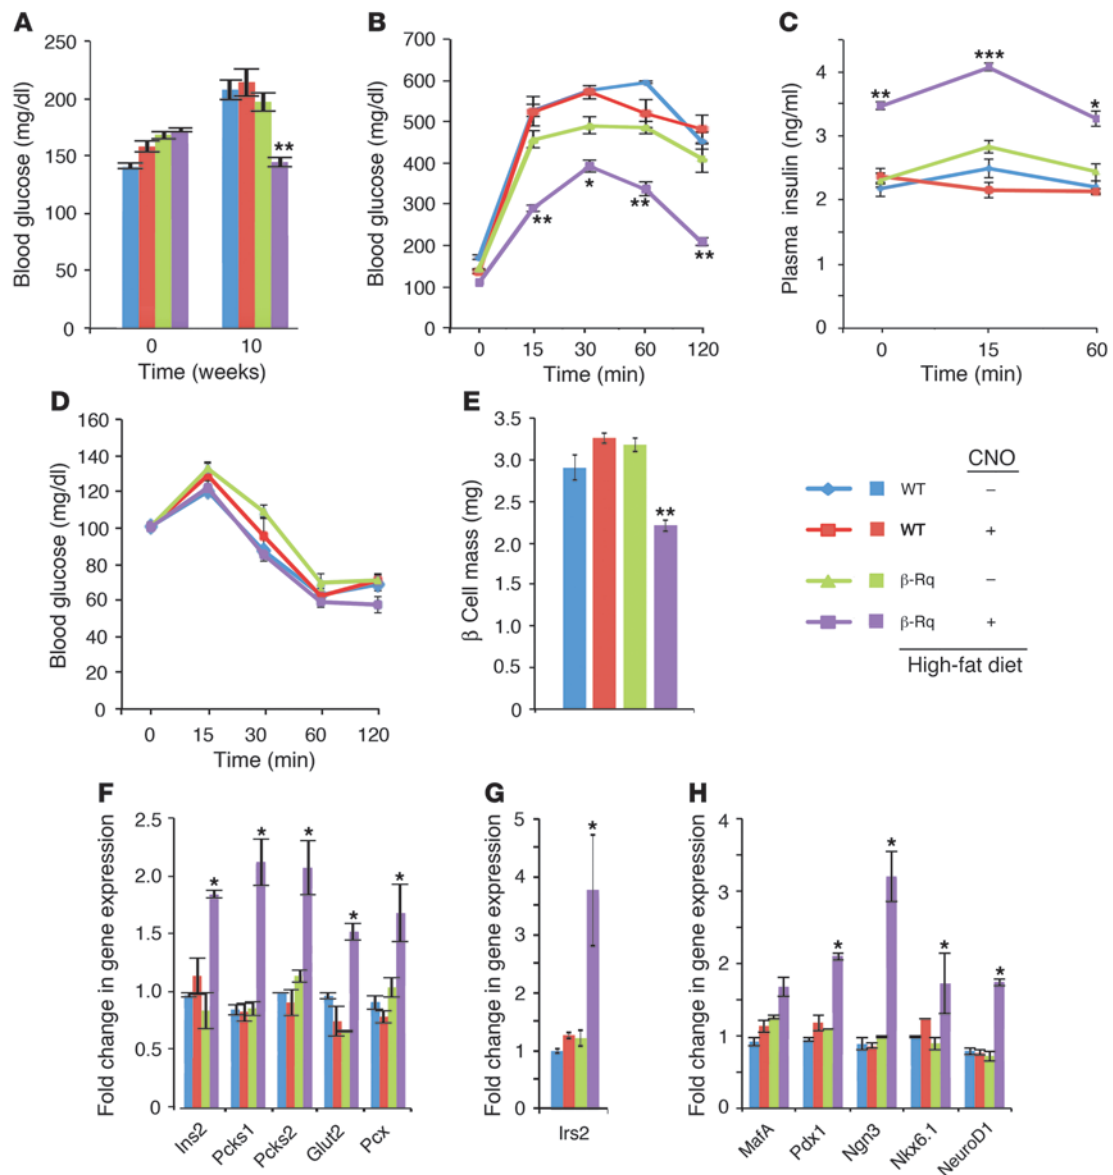 A
Blood glucose (mg/dl)
250
200
150
100
50
0
**
0 10
Time (weeks)
B
Blood glucose (mg/dl)
700
600
500
400
300
200
100
0
**
*
**
**
0 15 30 60 120
Time (min)
C
Plasma insulin (ng/ml)
4
3
2
1
0
**
***
*
0 15 60
Time (min)
D
Blood glucose (mg/dl)
160
140
120
100
80
60
40
20
0
0 15 30 60 120
Time (min)
E
β Cell mass (mg)
3.5
3.0
2.5
2.0
1.5
1.0
0.5
0
**
CNO
WT –
WT +
β-Rq –
β-Rq +
High-fat diet
F
Fold change in gene expression
2.5
2.0
1.5
1.0
0.5
0
*
*
*
*
*
Ins2 Pcks1 Pcks2 Glut2 Pcx
G
Fold change in gene expression
5
4
3
2
1
0
*
Irs2
H
Fold change in gene expression
4
3
2
1
0
*
*
*
*
MafA Pdx1 Ngn3 Nkx6.1 NeuroD1